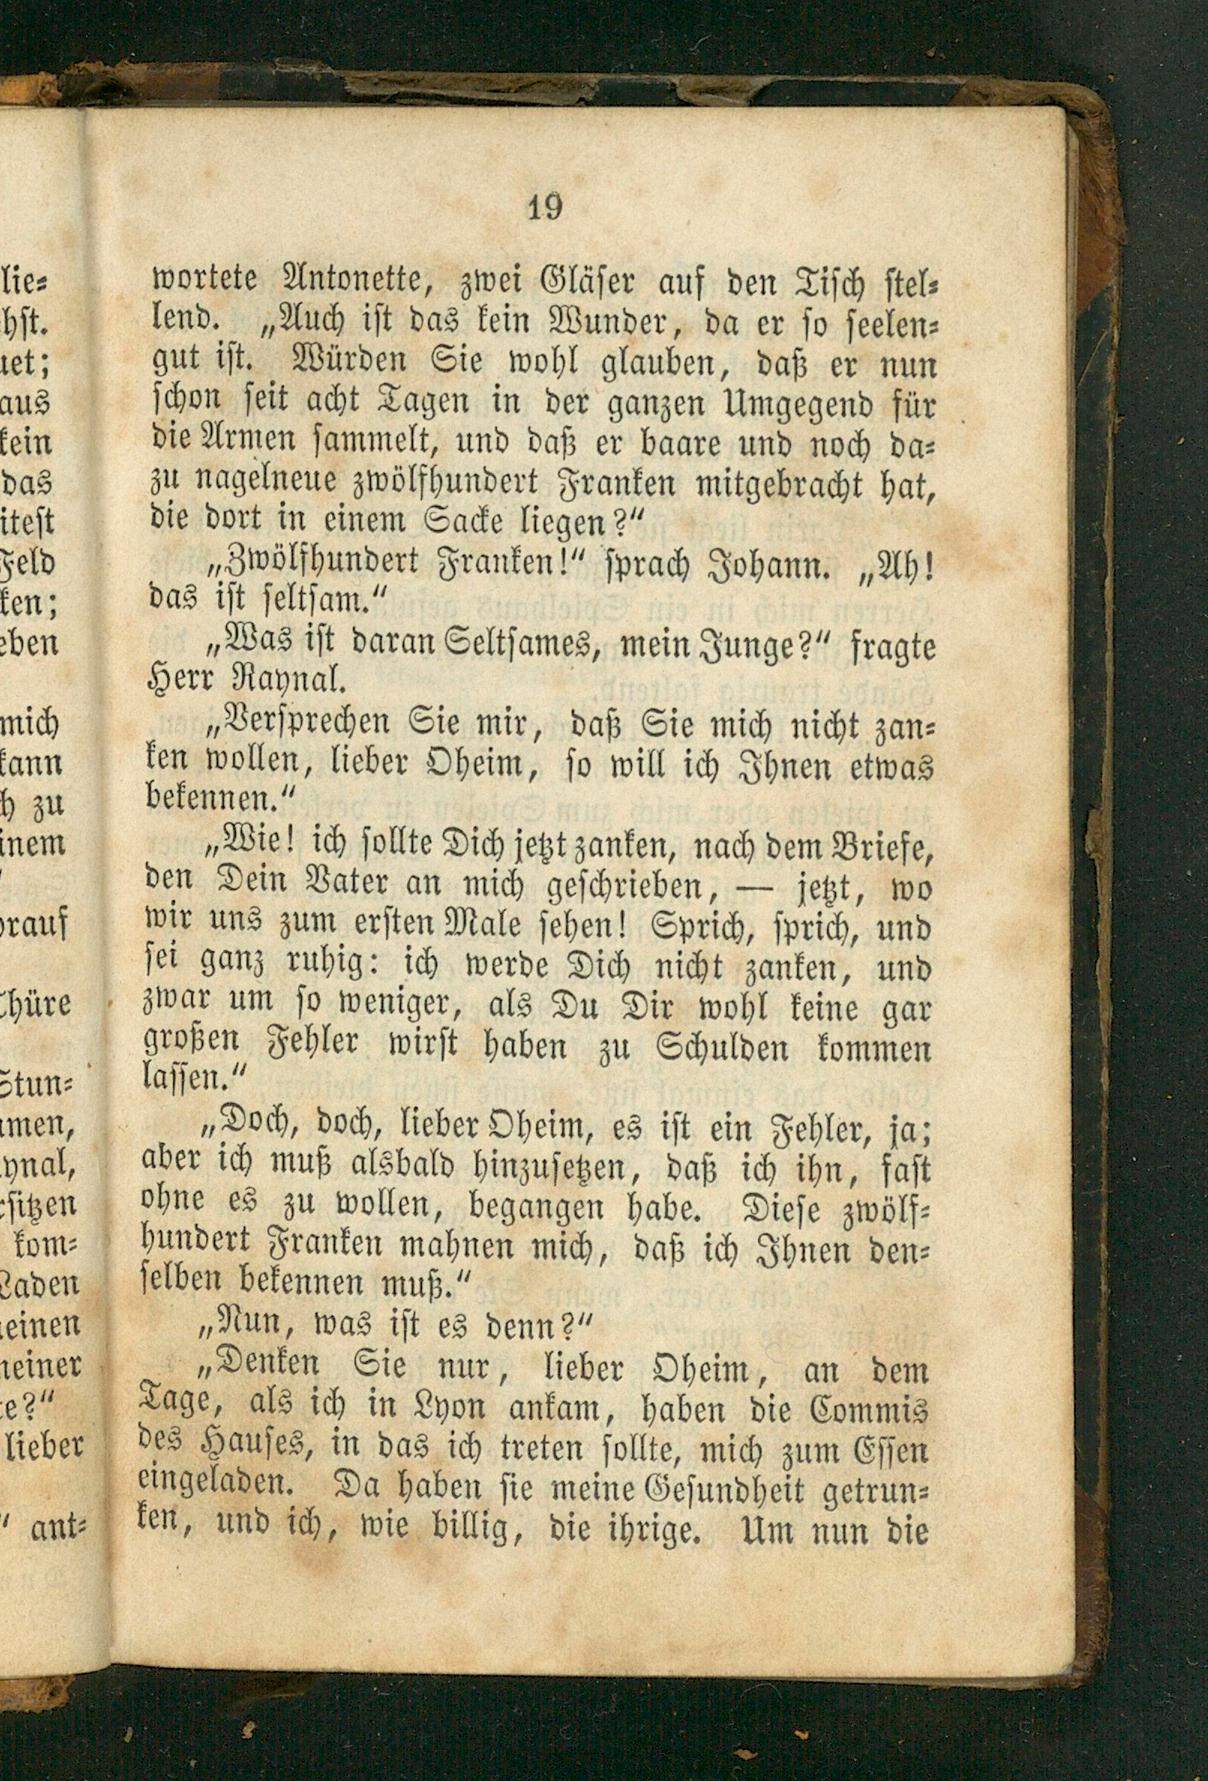 19
wortete Antonette, zwei Gläser auf den Tisch stel-
lend. „Auch ist das kein Wunder, da er so seelen-
gut ist. Würden Sie wohl glauben, daß er nun
schon seit acht Tagen in der ganzen Umgegend für
die Armen sammelt, und daß er baare und noch da-
zu nagelneue zwölfhundert Franken mitgebracht hat,
die dort in einem Sacke liegen?“
„Zwölfhundert Franken!“ sprach Johann. „Ah!
das ist seltsam.“
„Was ist daran Seltsames, mein Junge?“ fragte
Herr Raynal.
„Versprechen Sie mir, daß Sie mich nicht zan-
ken wollen, lieber Oheim, so will ich Ihnen etwas
bekennen.“
„Wie! ich sollte Dich jetzt zanken, nach dem Briefe,
den Dein Vater an mich geschrieben, — jetzt, wo
wir uns zum ersten Male sehen! Sprich, sprich, und
sei ganz ruhig: ich werde Dich nicht zanken, und
zwar um so weniger, als Du Dir wohl keine gar
großen Fehler wirst haben zu Schulden kommen
lassen.“
„Doch, doch, lieber Oheim, es ist ein Fehler, ja;
aber ich muß alsbald hinzusetzen, daß ich ihn, fast
ohne es zu wollen, begangen habe. Diese zwölf-
hundert Franken mahnen mich, daß ich Ihnen den-
selben bekennen muß.“
„Nun, was ist es denn?“
„Denken Sie nur, lieber Oheim, an dem
Tage, als ich in Lyon ankam, haben die Commis
des Hauses, in das ich treten sollte, mich zum Essen
eingeladen. Da haben sie meine Gesundheit getrun-
ken, und ich, wie billig, die ihrige. Um nun die